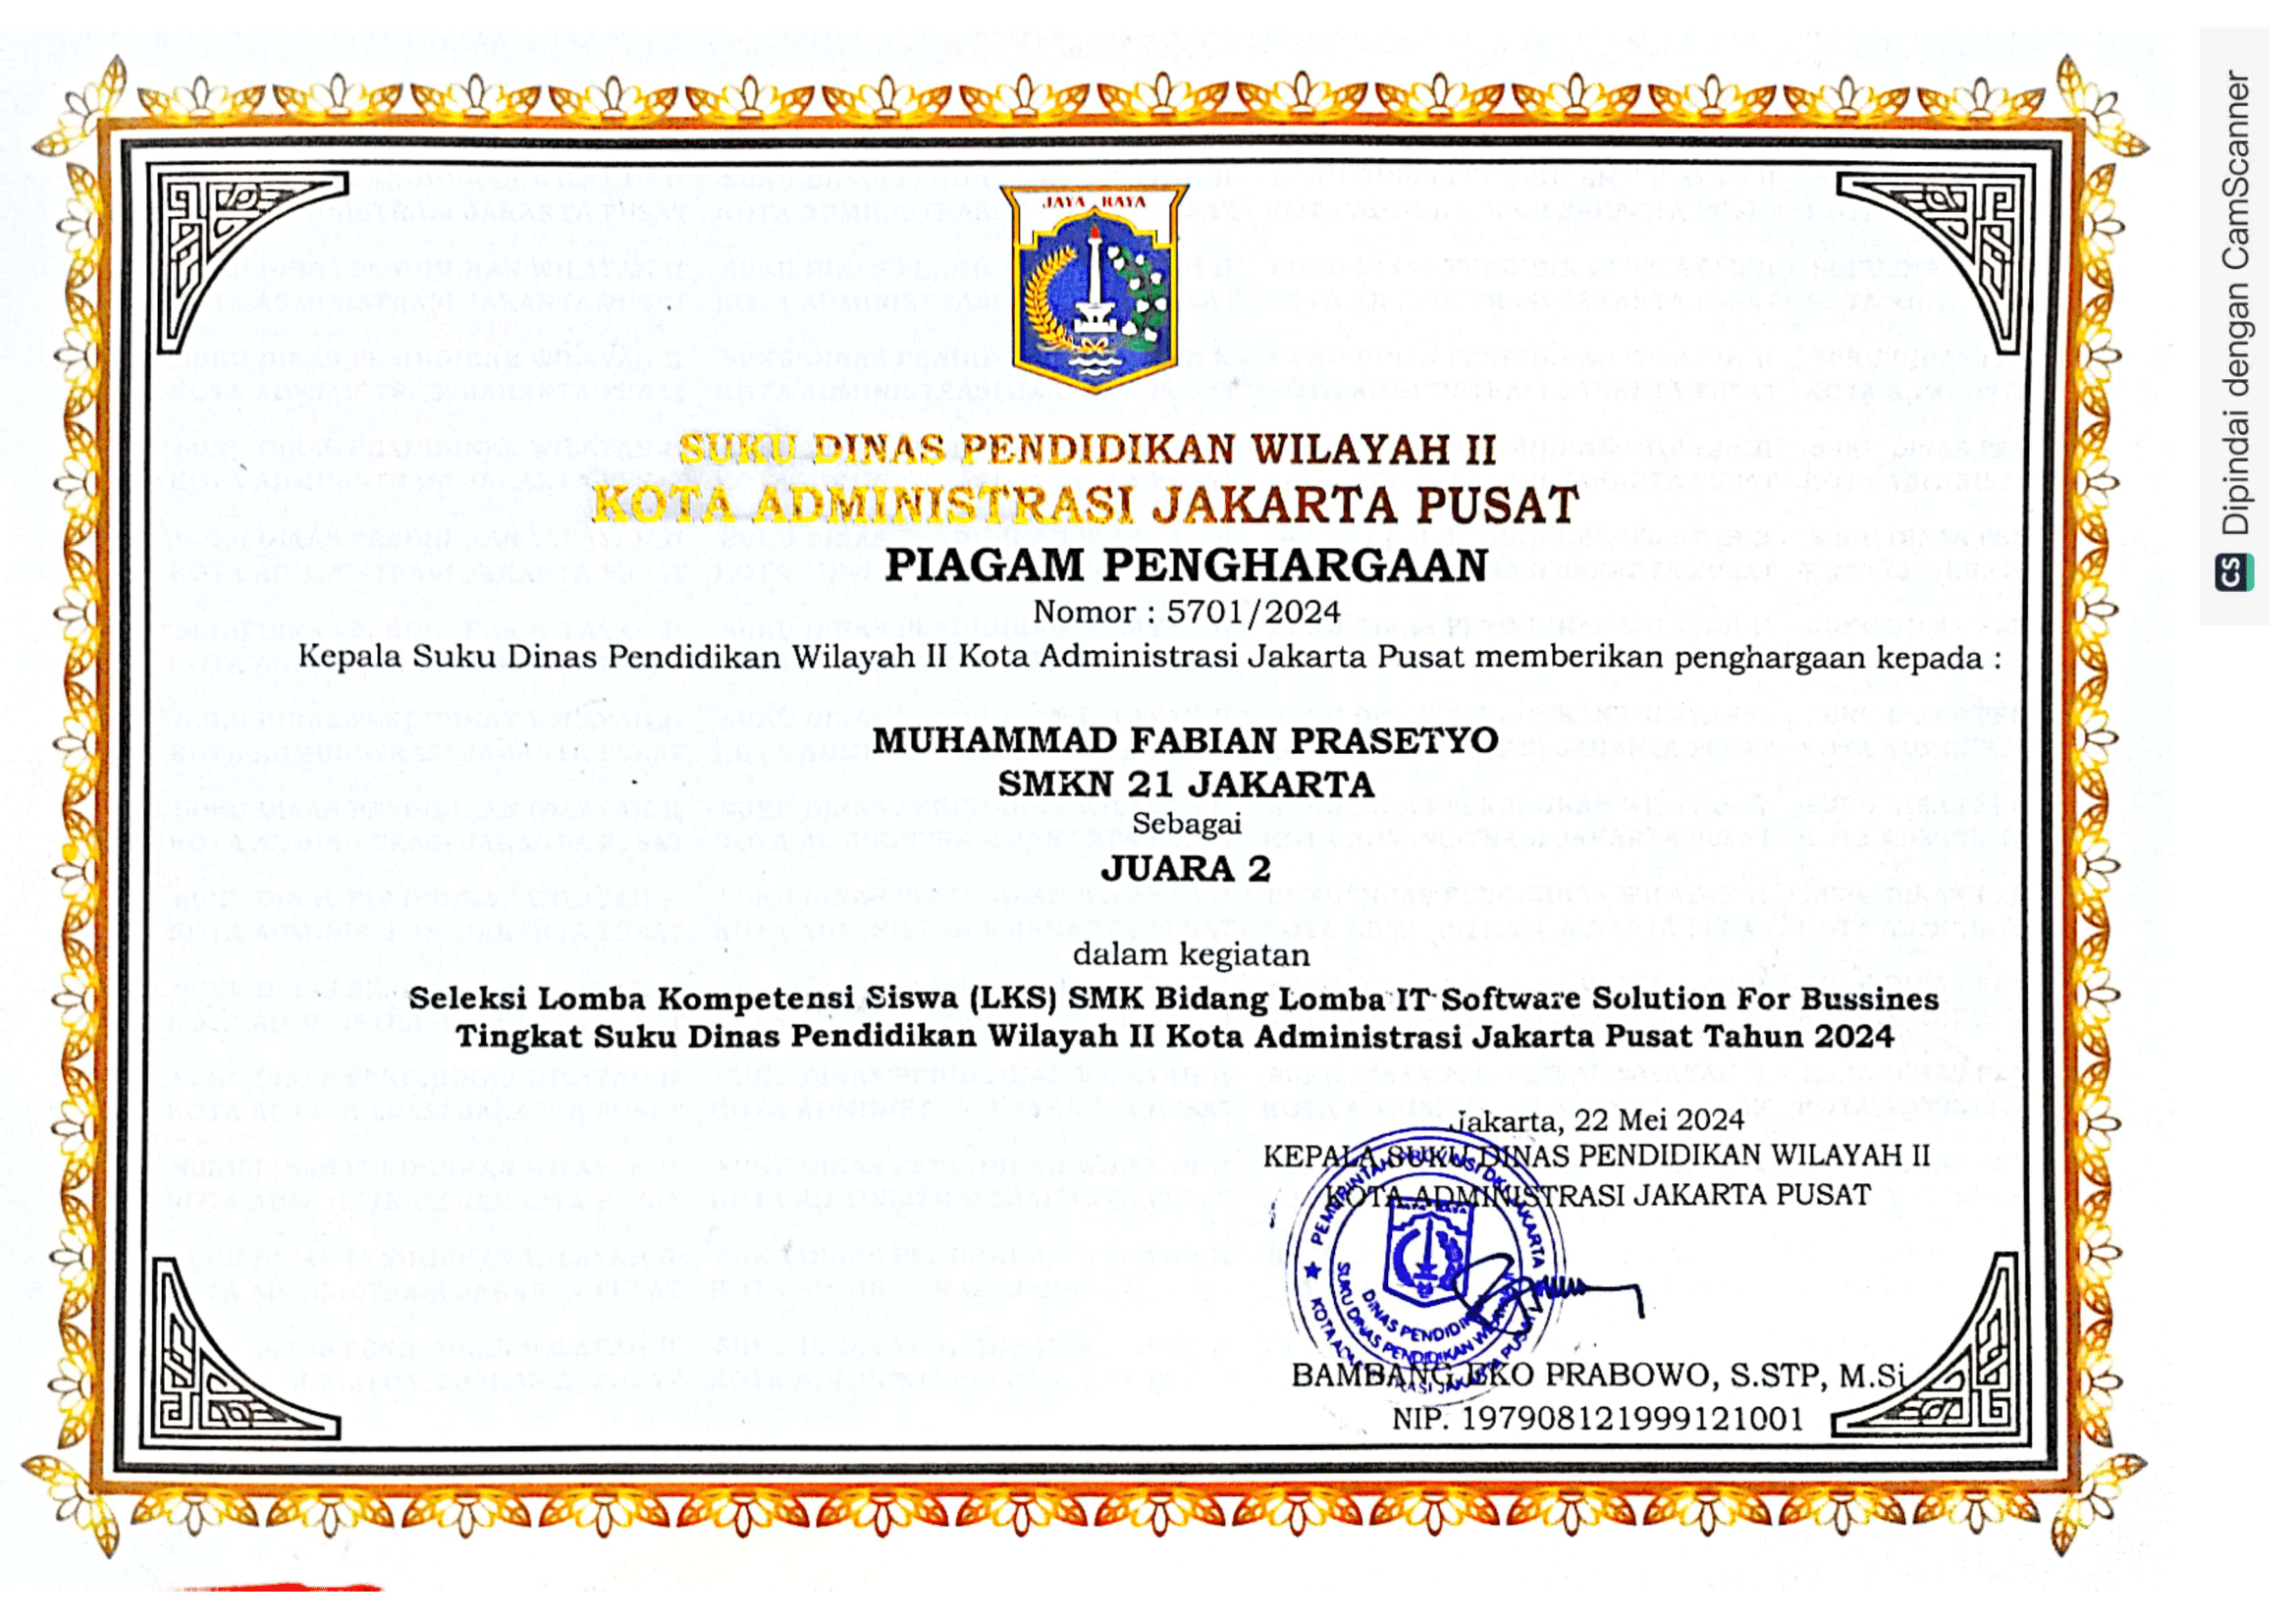 JAYA RAYA
SUKU DINAS PENDIDIKAN WILAYAH II
KOTA ADMINISTRASI JAKARTA PUSAT
PIAGAM PENGHARGAAN
Nomor : 5701/2024
Kepala Suku Dinas Pendidikan Wilayah II Kota Administrasi Jakarta Pusat memberikan penghargaan kepada :
MUHAMMAD FABIAN PRASETYO
SMKN 21 JAKARTA
Sebagai
JUARA 2
dalam kegiatan
Seleksi Lomba Kompetensi Siswa (LKS) SMK Bidang Lomba IT Software Solution For Bussines
Tingkat Suku Dinas Pendidikan Wilayah II Kota Administrasi Jakarta Pusat Tahun 2024
Jakarta, 22 Mei 2024
KEPALA SUKU DINAS PENDIDIKAN WILAYAH II
KOTA ADMINISTRASI JAKARTA PUSAT
PEMERINTAH PROVINSI DKI JAKARTA
SUKU DINAS PENDIDIKAN WILAYAH
DINAS PENDIDIKAN
KOTA ADMINISTRASI JAKARTA PUSAT
BAMBANG EKO PRABOWO, S.STP, M.Si
NIP. 197908121999121001
CS Dipindai dengan CamScanner